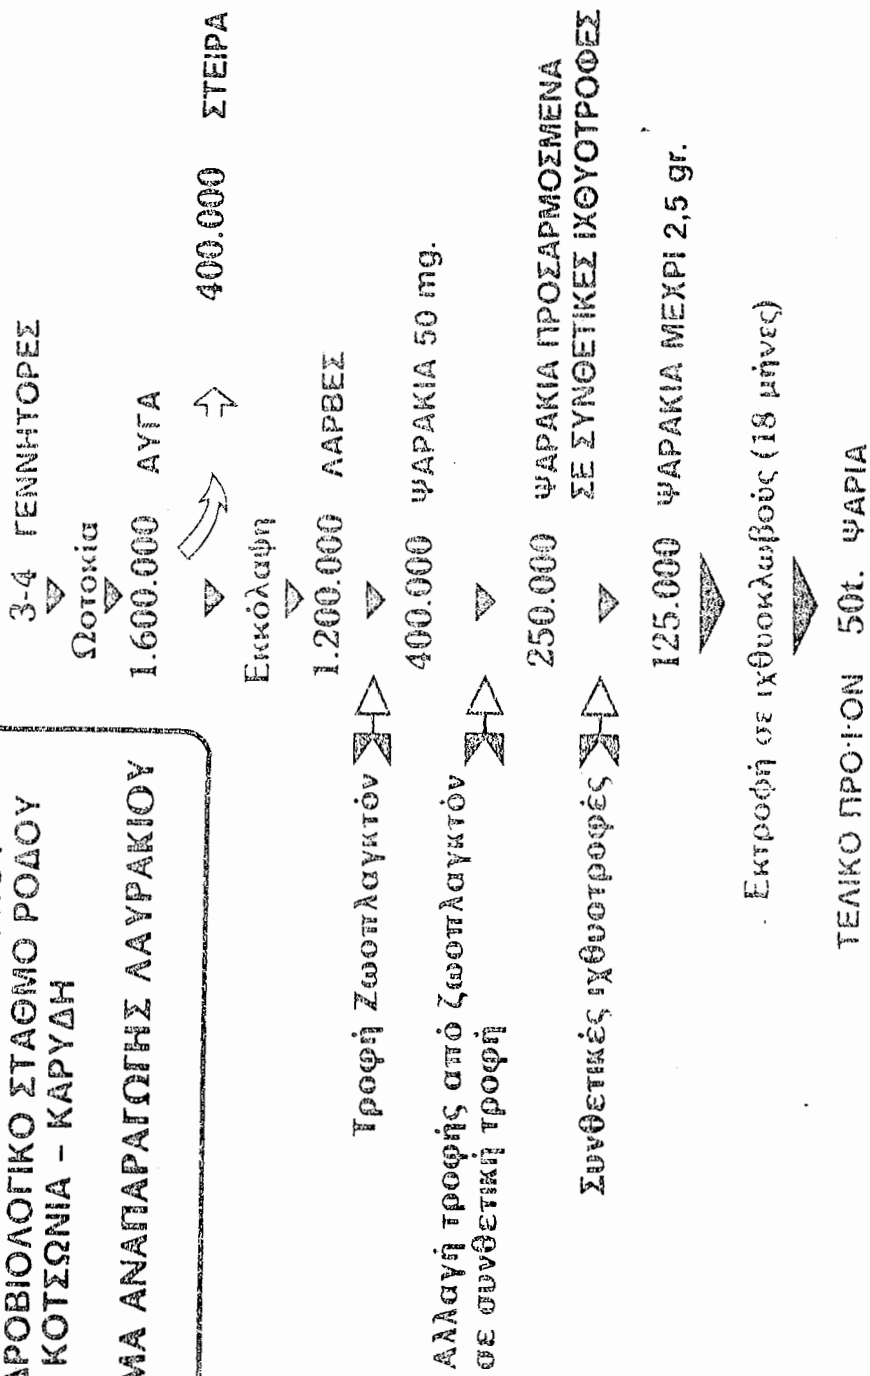 ΣΤΑΘΜΟ ΡΟΔΟΥ
ΚΟΤΣΩΝΙΑ – ΚΑΡΥΔΗ
ΑΝΑΠΑΡΑΓΩΓΗΣ ΛΑΥΡΑΚΙΟΥ
3-4 ΓΕΝΝΗΤΟΡΕΣ
Ωοτοκία
1.600.000 ΑΥΓΑ
400.000 ΣΤΕΙΡΑ
Εκκόλαψη
1.200.000 ΛΑΡΒΕΣ
Τροφή Ζωοπλαγκτόν
400.000 ΨΑΡΑΚΙΑ 50 mg.
Αλλαγή τροφής από ζωοπλαγκτόν
σε συνθετική τροφή
250.000 ΨΑΡΑΚΙΑ ΠΡΟΣΑΡΜΟΣΜΕΝΑ
ΣΕ ΣΥΝΘΕΤΙΚΕΣ ΙΧΘΥΟΤΡΟΦΕΣ
Συνθετικές ιχθυοτροφές
125.000 ΨΑΡΑΚΙΑ ΜΕΧΡΙ 2,5 gr.
Εκτροφή σε ιχθυοκλωβούς (18 μήνες)
ΤΕΛΙΚΟ ΠΡΟ·Ι·ΟΝ 50t. ΨΑΡΙΑ